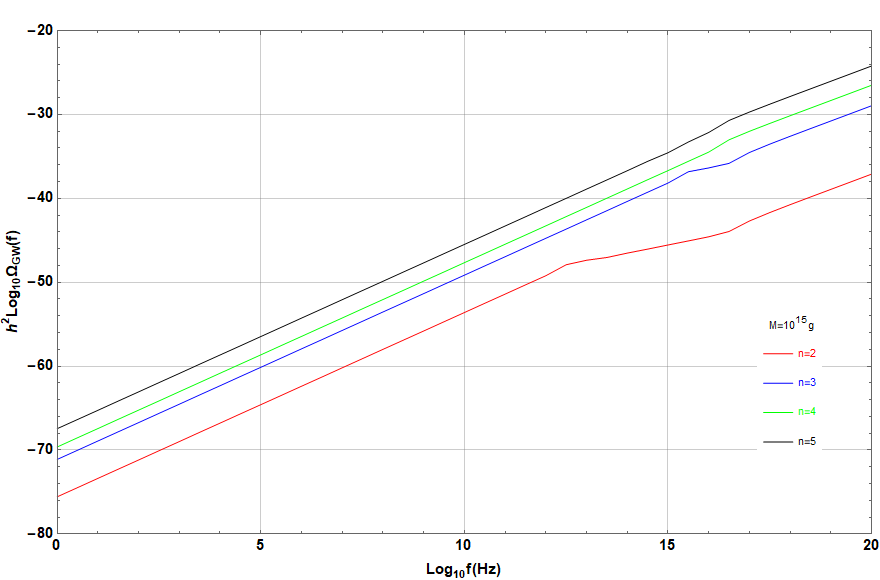 −20
−30
−40
−50
−60
−70
−80
h²Log₁₀Ω_GW(f)
0 5 10 15 20
Log₁₀f(Hz)
M=10¹⁵g
n=2
n=3
n=4
n=5